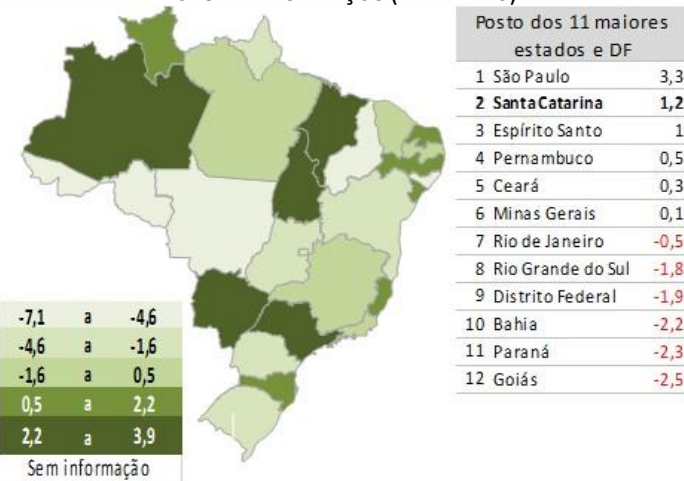 Posto dos 11 maiores
estados e DF
1 São Paulo 3,3
2 Santa Catarina 1,2
3 Espírito Santo 1
4 Pernambuco 0,5
5 Ceará 0,3
6 Minas Gerais 0,1
7 Rio de Janeiro -0,5
8 Rio Grande do Sul -1,8
9 Distrito Federal -1,9
10 Bahia -2,2
11 Paraná -2,3
12 Goiás -2,5
-7,1 a -4,6
-4,6 a -1,6
-1,6 a 0,5
0,5 a 2,2
2,2 a 3,9
Sem informação